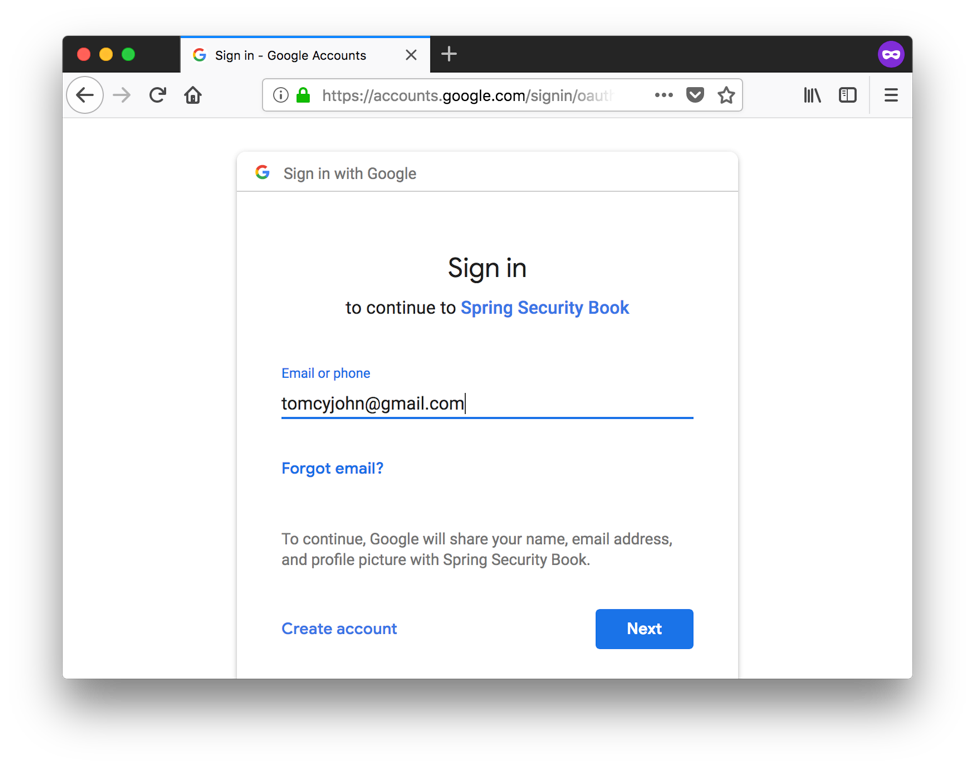 Sign in - Google Accounts
https://accounts.google.com/signin/oaut
Sign in with Google
Sign in
to continue to Spring Security Book
Email or phone
tomcyjohn@gmail.com
Forgot email?
To continue, Google will share your name, email address,
and profile picture with Spring Security Book.
Create account
Next